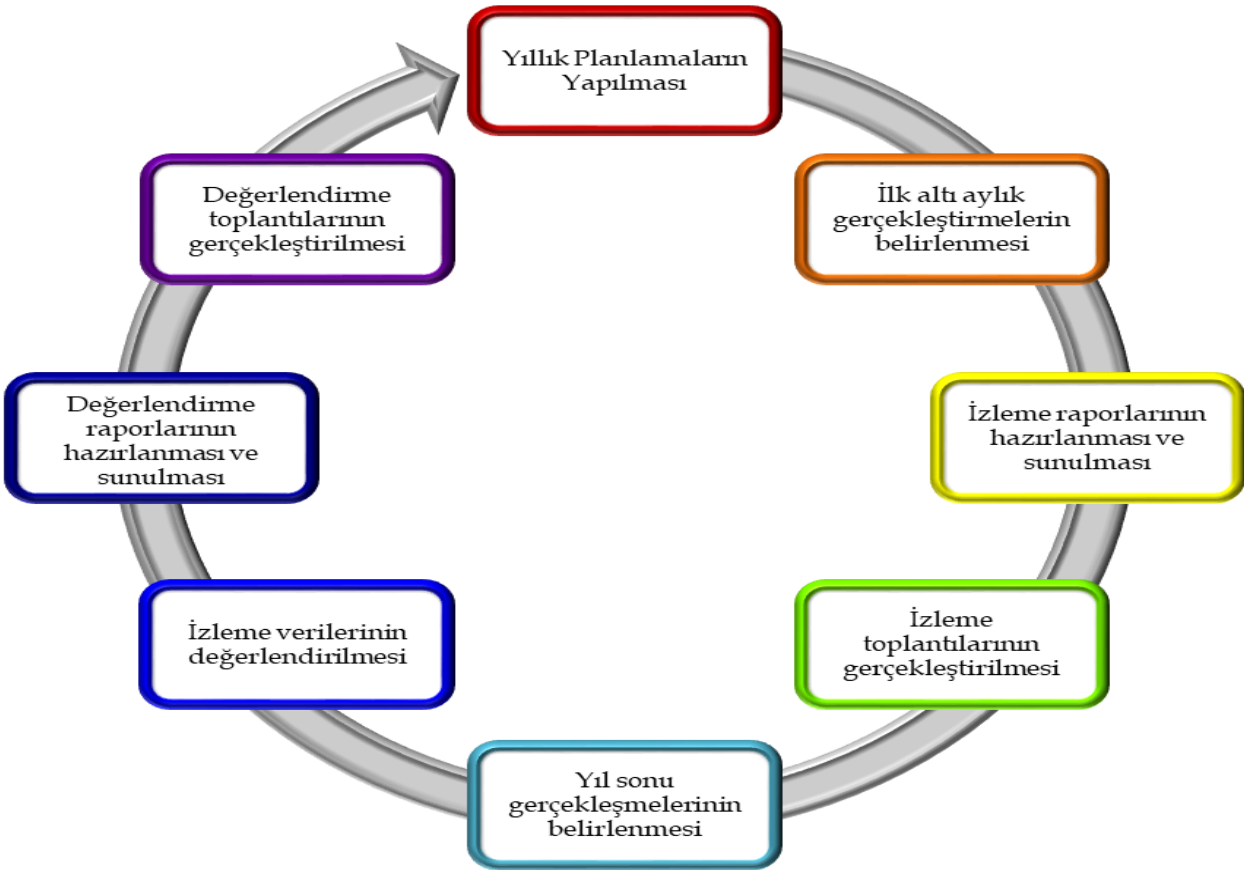 Yıllık Planlamaların
Yapılması
İlk altı aylık
gerçekleştirmelerin
belirlenmesi
İzleme raporlarının
hazırlanması ve
sunulması
İzleme
toplantılarının
gerçekleştirilmesi
Yıl sonu
gerçekleşmelerinin
belirlenmesi
İzleme verilerinin
değerlendirilmesi
Değerlendirme
raporlarının
hazırlanması ve
sunulması
Değerlendirme
toplantılarının
gerçekleştirilmesi